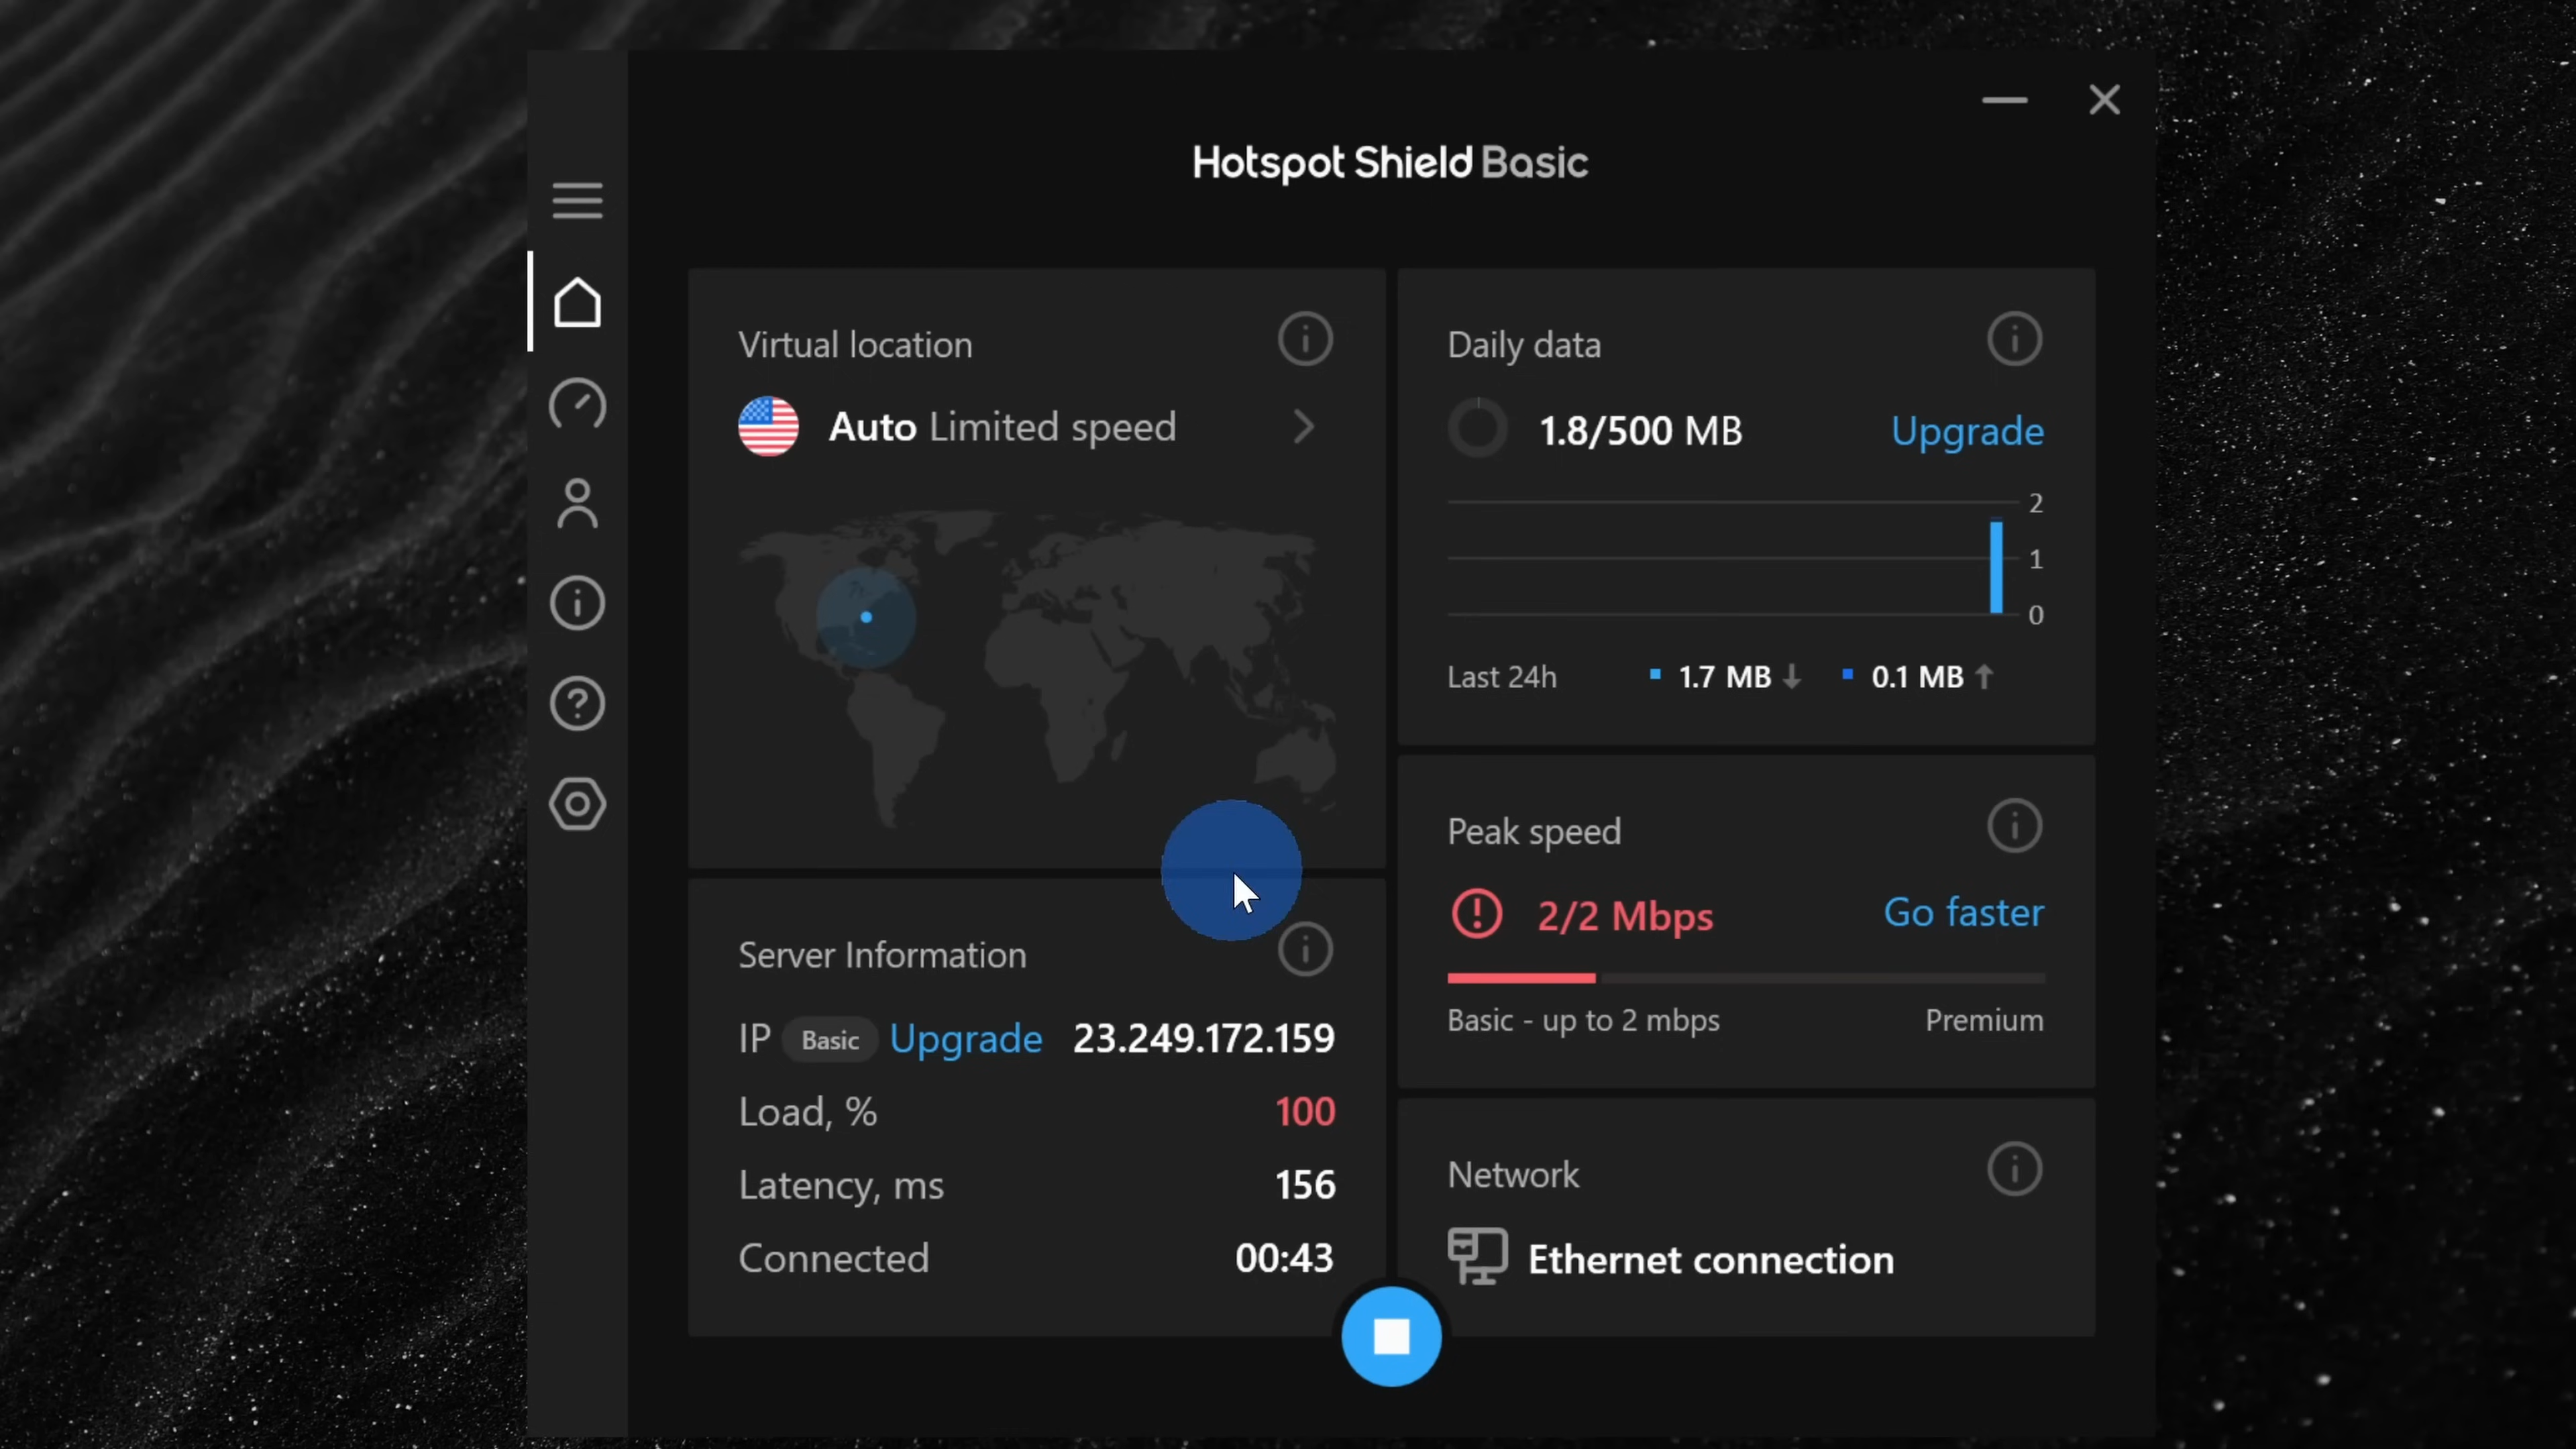 Hotspot Shield Basic
Virtual location
Auto Limited speed
Daily data
1.8/500 MB
Upgrade
2
1
0
Last 24h
1.7 MB
0.1 MB
Peak speed
2/2 Mbps
Go faster
Basic - up to 2 mbps
Premium
Server Information
IP Basic Upgrade 23.249.172.159
Load, % 100
Latency, ms 156
Connected 00:43
Network
Ethernet connection